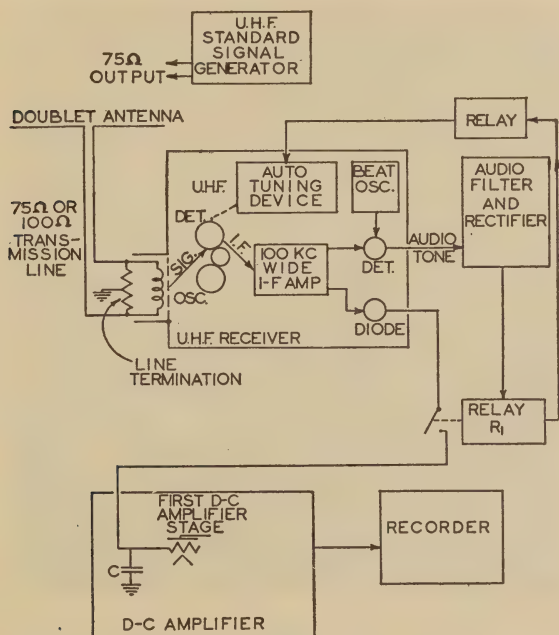 U.H.F.
STANDARD
SIGNAL
GENERATOR
75Ω
OUTPUT
DOUBLET ANTENNA
75Ω OR
100Ω
TRANS-
MISSION
LINE
RELAY
U.H.F.
AUTO
TUNING
DEVICE
BEAT
OSC.
AUDIO
FILTER
AND
RECTIFIER
DET.
SIG.
I.F.
100 KC
WIDE
I-F AMP
DET.
AUDIO
TONE
OSC.
DIODE
U.H.F. RECEIVER
LINE
TERMINATION
RELAY
R1
FIRST D-C
AMPLIFIER
STAGE
C
RECORDER
D-C AMPLIFIER